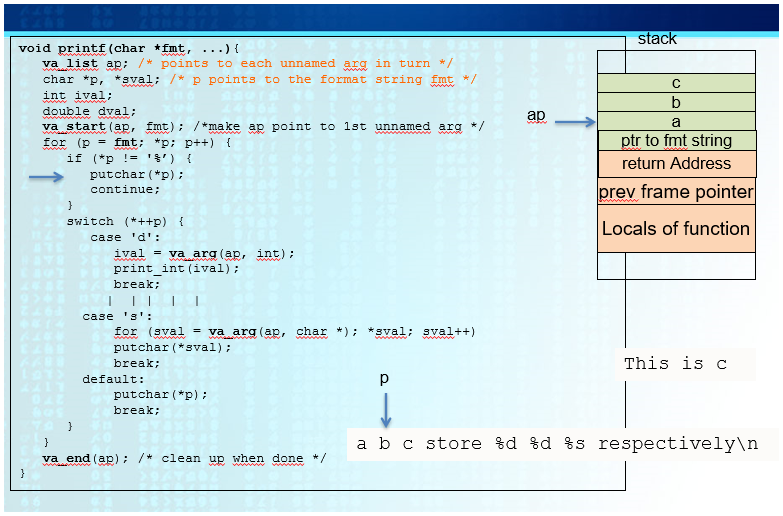 void printf(char *fmt, ...){
va_list ap; /* points to each unnamed arg in turn */
char *p, *sval; /* p points to the format string fmt */
int ival;
double dval;
va_start(ap, fmt); /*make ap point to 1st unnamed arg */
for (p = fmt; *p; p++) {
if (*p != '%') {
putchar(*p);
continue;
}
switch (*++p) {
case 'd':
ival = va_arg(ap, int);
print_int(ival);
break;
| | | | |
case 's':
for (sval = va_arg(ap, char *); *sval; sval++)
putchar(*sval);
break;
default:
putchar(*p);
break;
}
}
va_end(ap); /* clean up when done */
}
stack
c
b
a
ap
ptr to fmt string
return Address
prev frame pointer
Locals of function
This is c
p
a b c store %d %d %s respectively\n